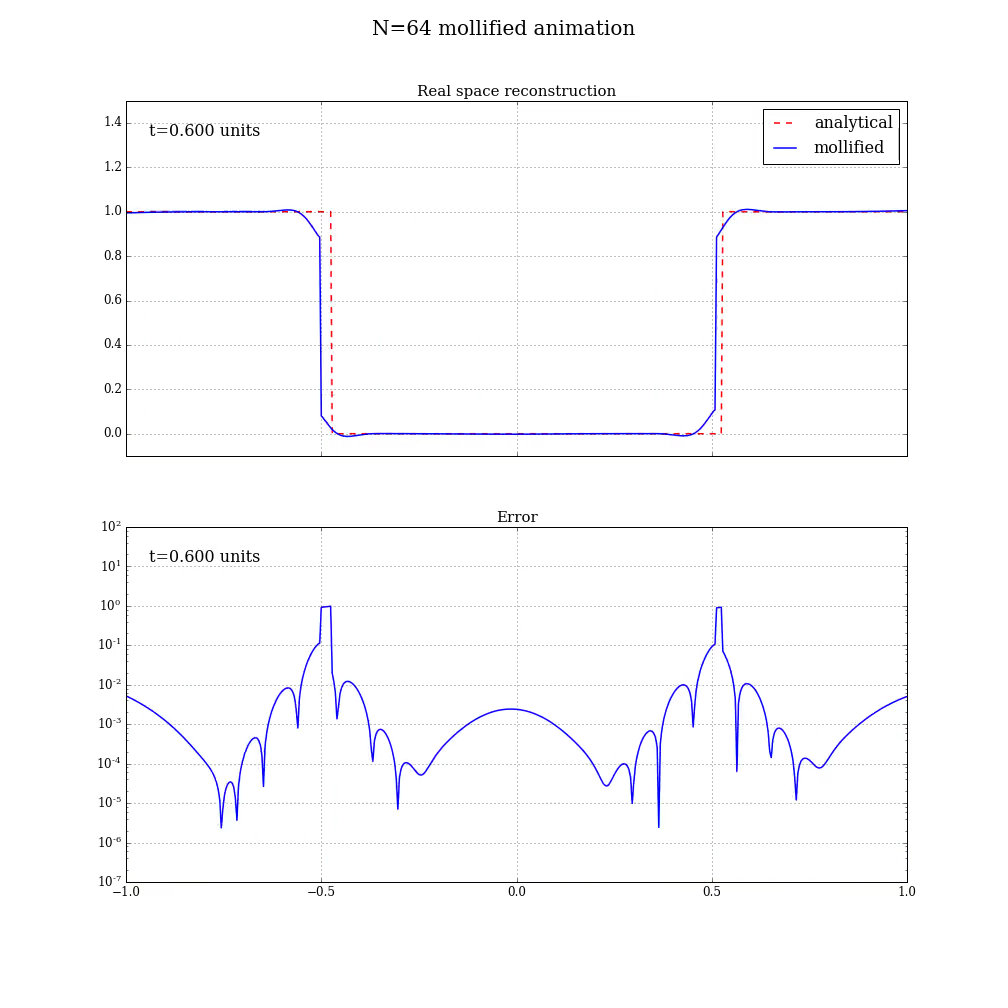 N=64 mollified animation
Real space reconstruction
t=0.600 units
analytical
mollified
1.4
1.2
1.0
0.8
0.6
0.4
0.2
0.0
Error
t=0.600 units
10²
10¹
10⁰
10⁻¹
10⁻²
10⁻³
10⁻⁴
10⁻⁵
10⁻⁶
10⁻⁷
−1.0 −0.5 0.0 0.5 1.0